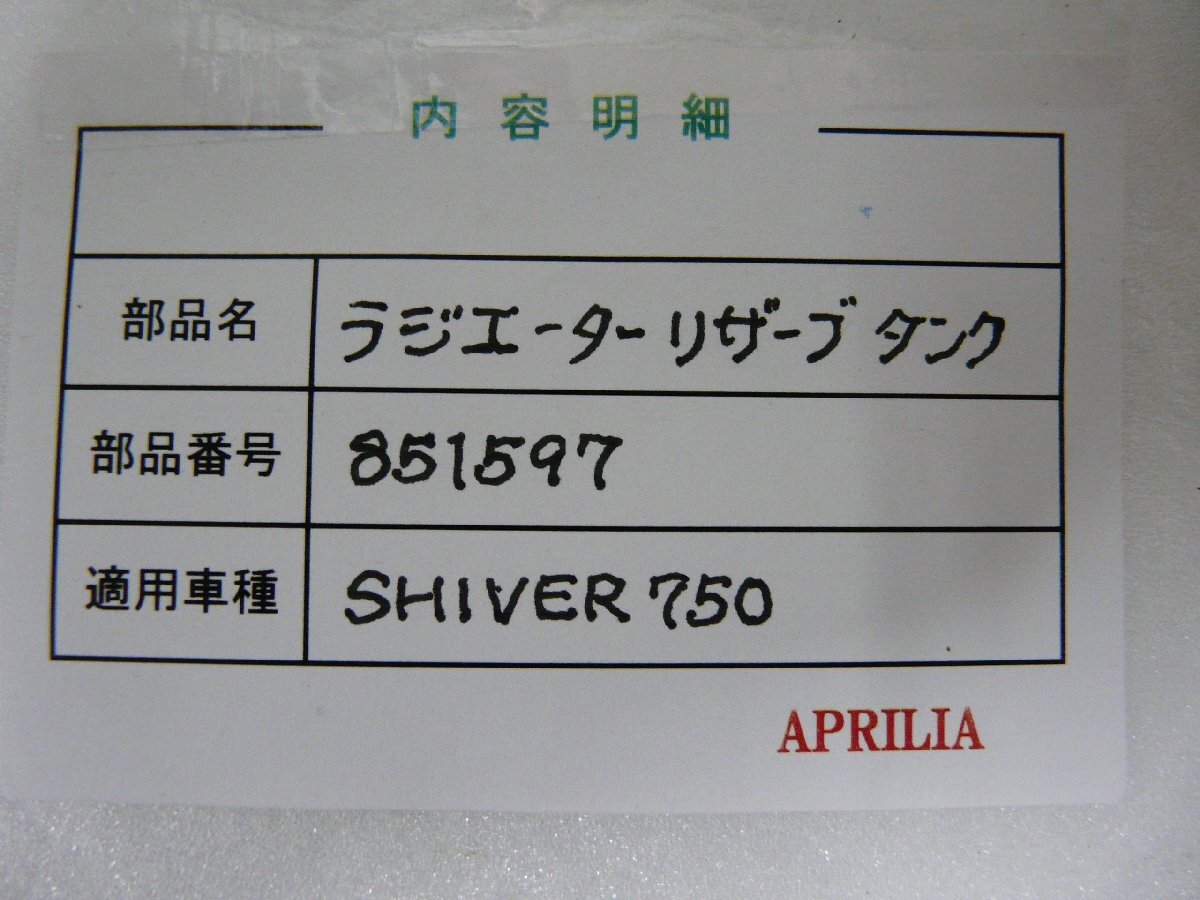 内容明細
部品名 ラジエーターリザーブタンク
部品番号 851597
適用車種 SHIVER 750
APRILIA